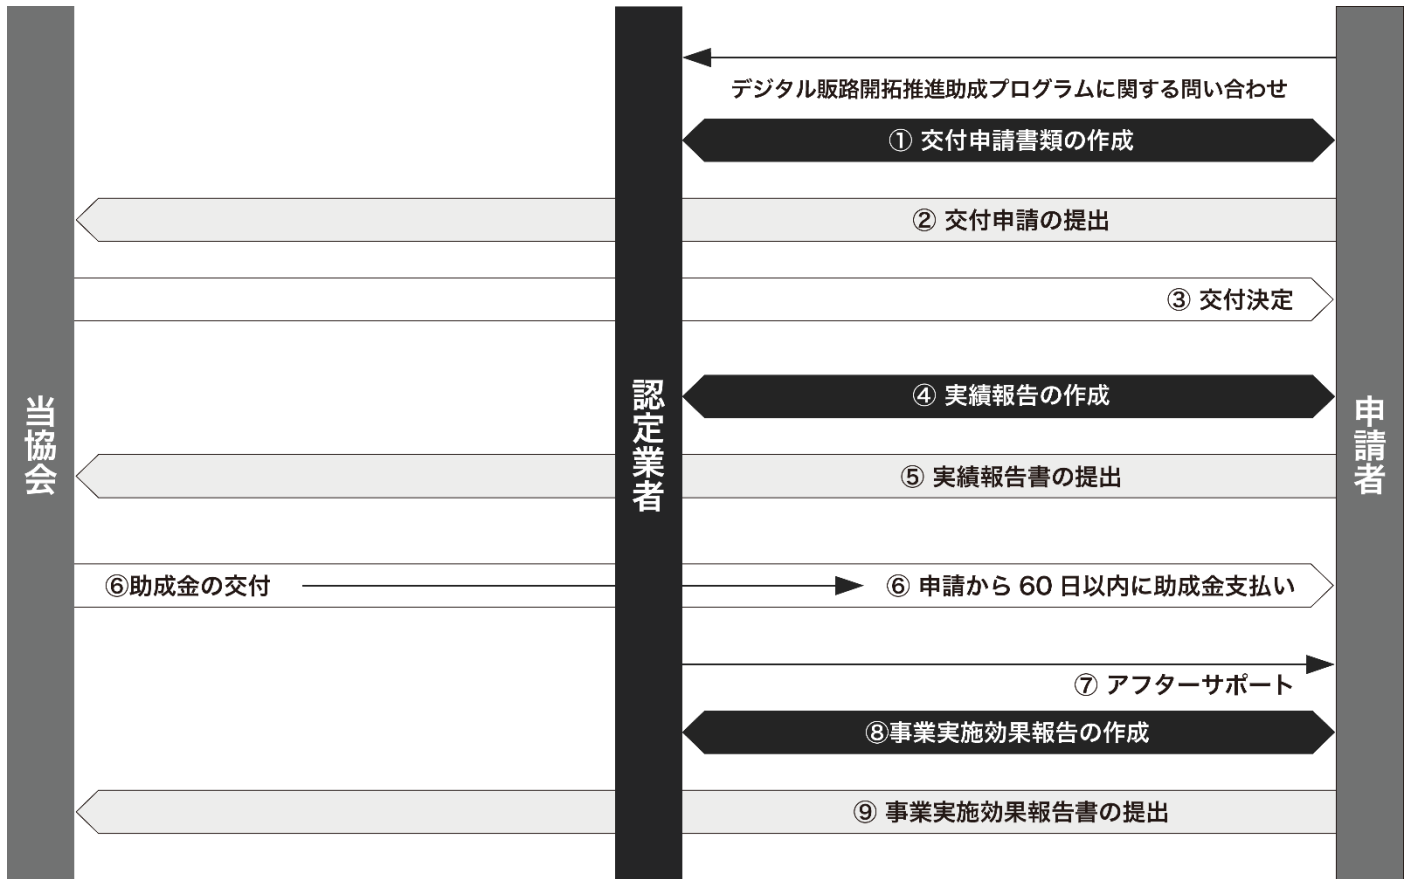 デジタル販路開拓推進助成プログラムに関する問い合わせ
① 交付申請書類の作成
② 交付申請の提出
③ 交付決定
当協会
認定業者
申請者
④ 実績報告の作成
⑤ 実績報告書の提出
⑥助成金の交付
⑥ 申請から 60 日以内に助成金支払い
⑦ アフターサポート
⑧事業実施効果報告の作成
⑨ 事業実施効果報告書の提出